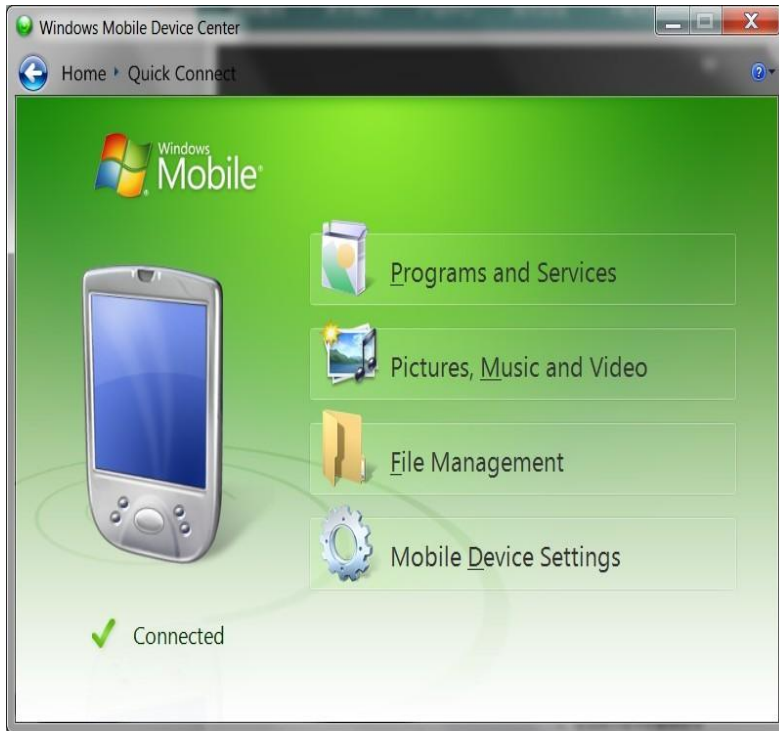 Windows Mobile Device Center
Home ▸ Quick Connect
Windows
Mobile®
Programs and Services
Pictures, Music and Video
File Management
Mobile Device Settings
Connected